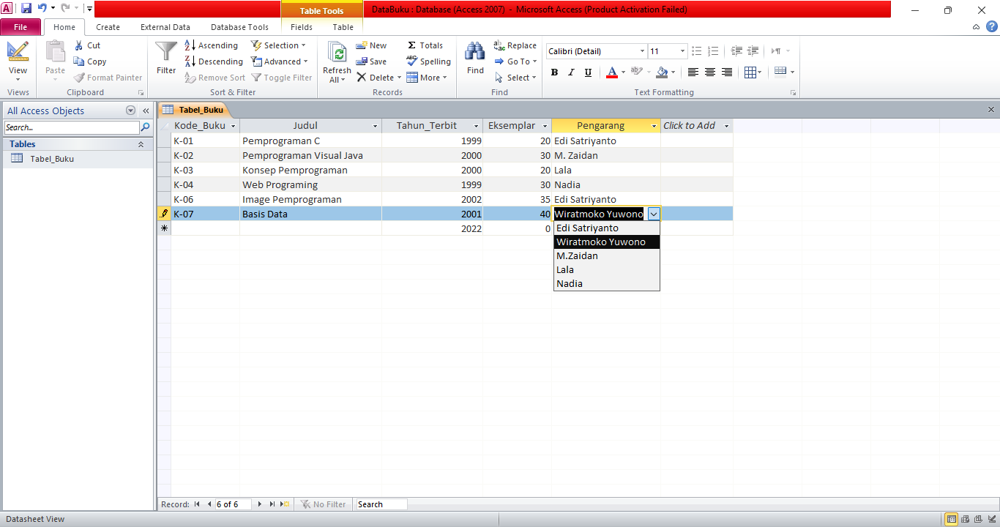 Table Tools
DataBuku : Database (Access 2007) - Microsoft Access (Product Activation Failed)
File Home Create External Data Database Tools Fields Table
View
Views
Paste
Cut
Copy
Format Painter
Clipboard
Filter
Ascending
Descending
Remove Sort
Selection
Advanced
Toggle Filter
Sort & Filter
Refresh
All
New
Save
Delete
Totals
Spelling
More
Records
Find
Replace
Go To
Select
Find
Calibri (Detail) 11
B I U A ab
Text Formatting
All Access Objects
Search...
Tables
Tabel_Buku
Tabel_Buku
Kode_Buku Judul Tahun_Terbit Eksemplar Pengarang Click to Add
K-01 Pemprograman C 1999 20 Edi Satriyanto
K-02 Pemprograman Visual Java 2000 30 M. Zaidan
K-03 Konsep Pemprograman 2000 20 Lala
K-04 Web Programing 1999 30 Nadia
K-06 Image Pemprograman 2002 35 Edi Satriyanto
K-07 Basis Data 2001 40 Wiratmoko Yuwono
2022 0
Edi Satriyanto
Wiratmoko Yuwono
M.Zaidan
Lala
Nadia
Record: 6 of 6 No Filter Search
Datasheet View